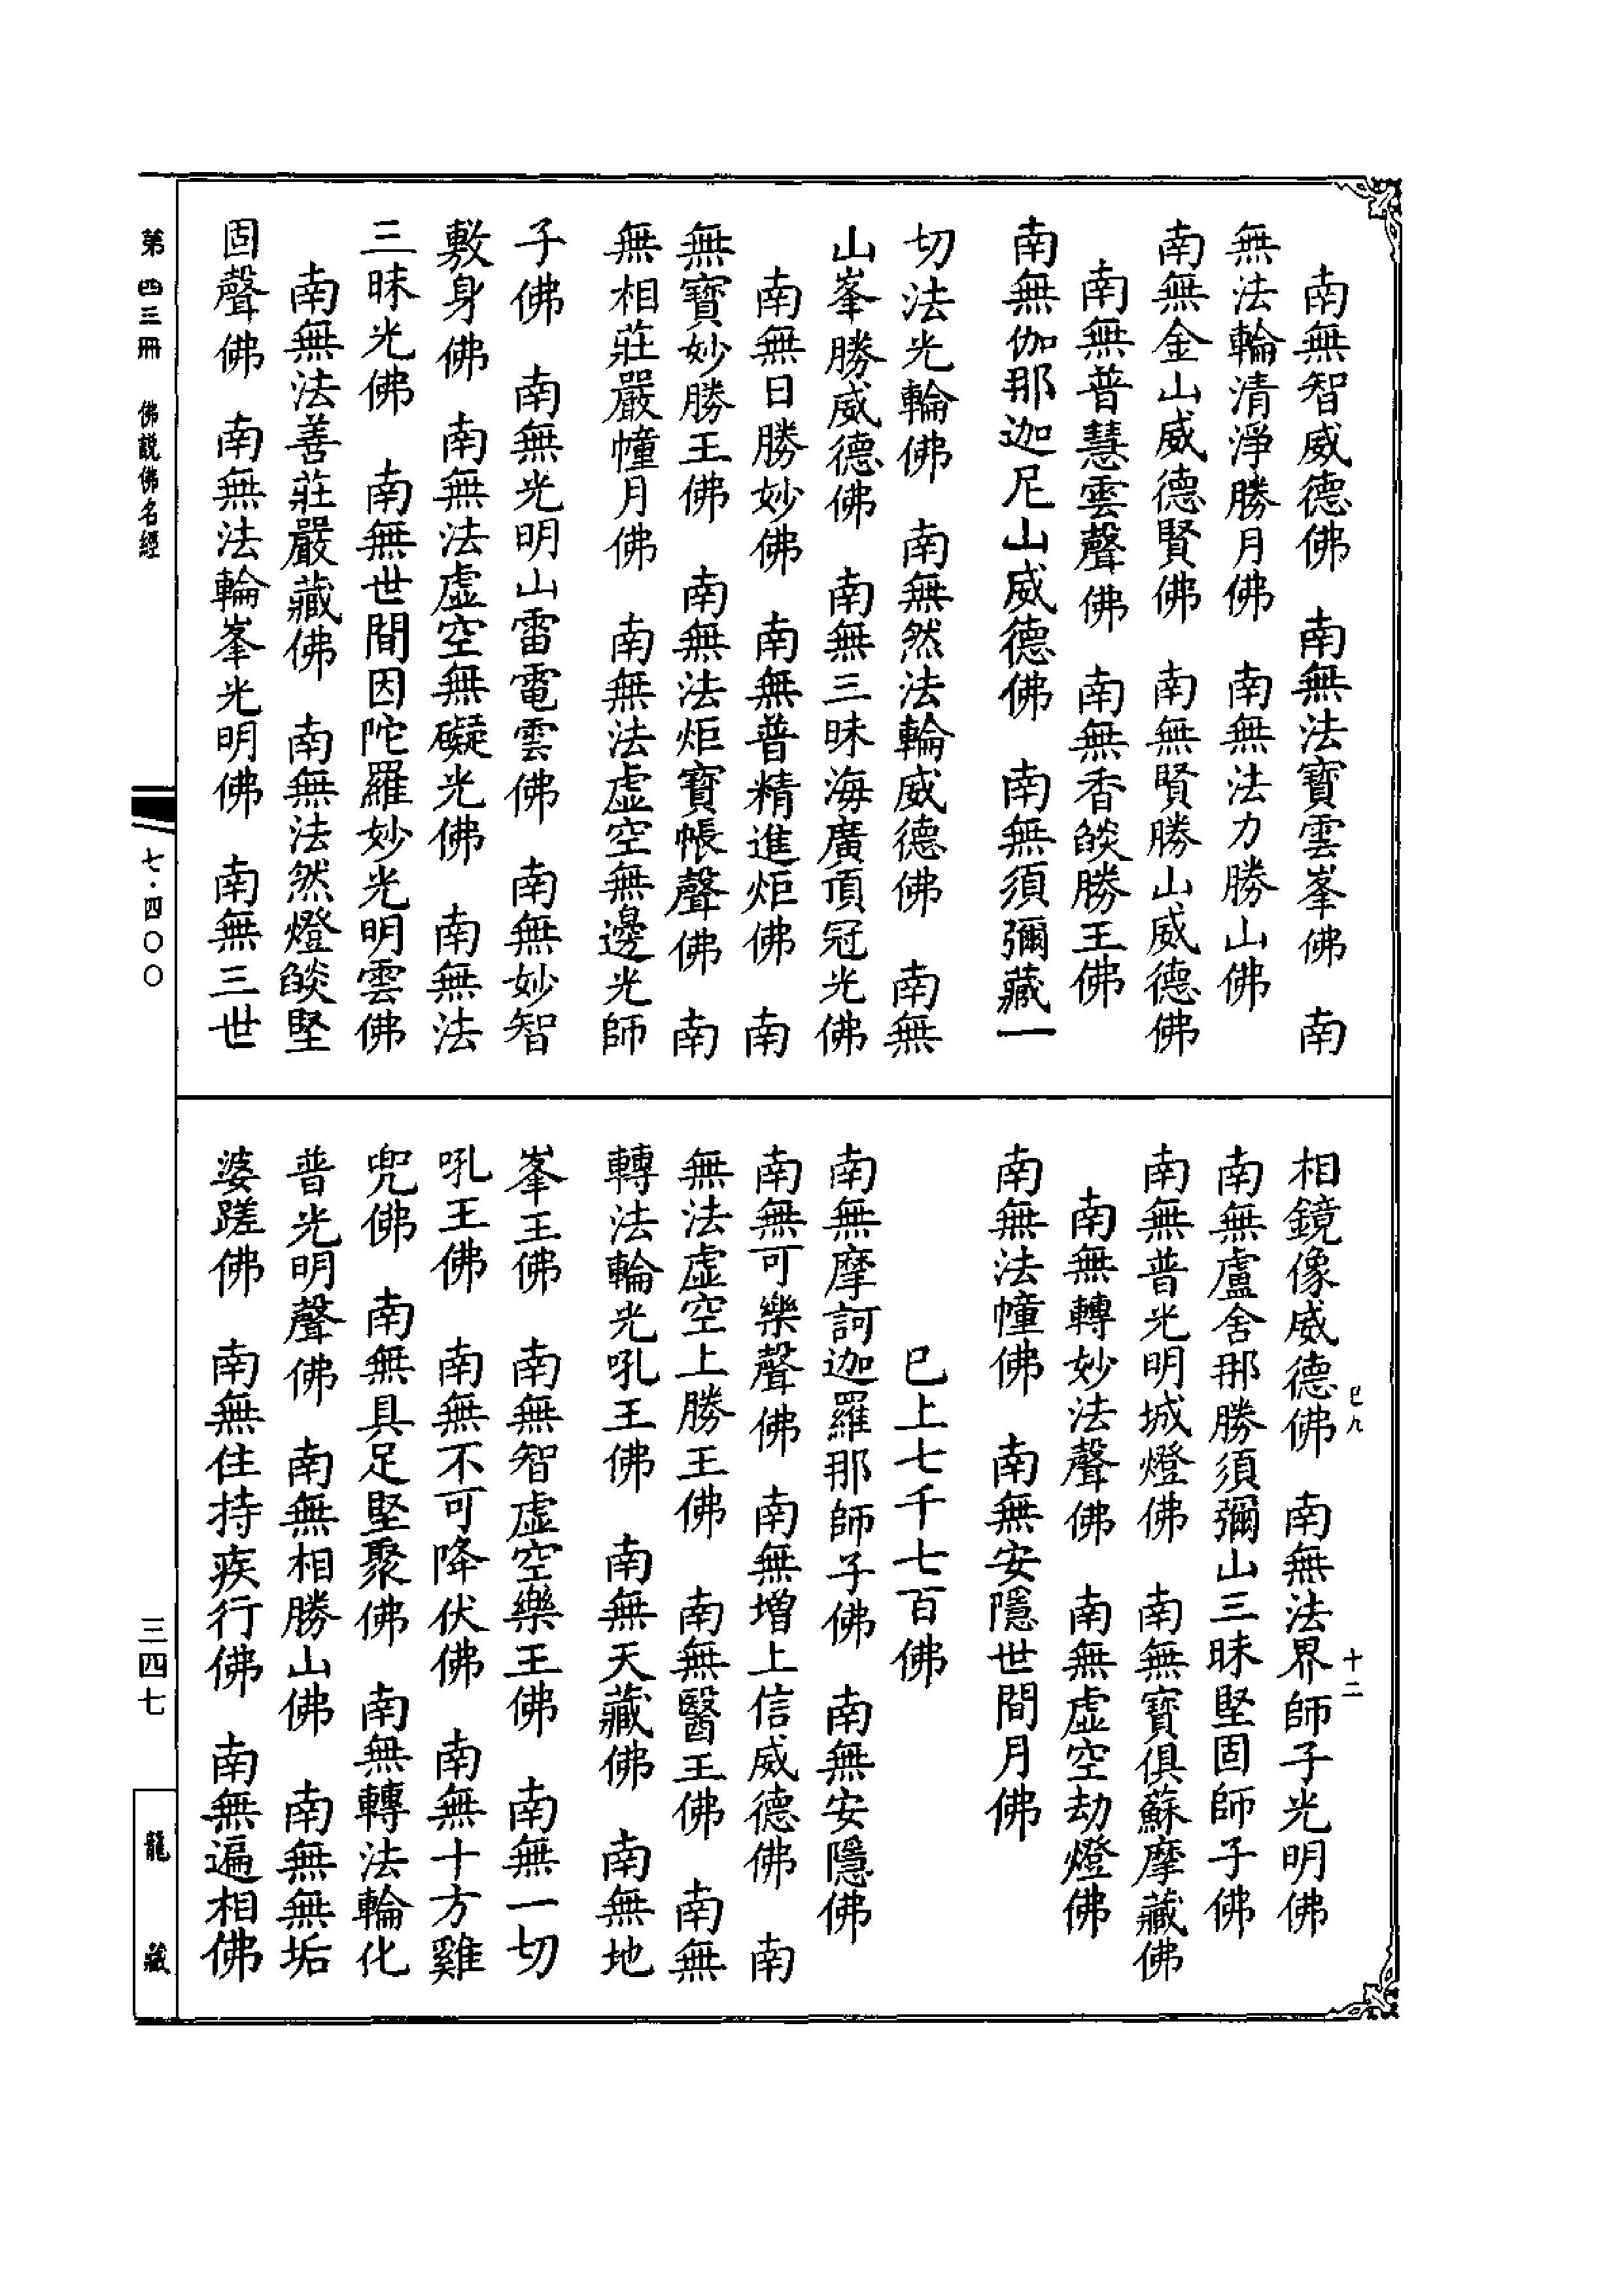 南無智威德佛　南無法寶雲峯佛　南
無法輪清淨勝月佛　南無法力勝山佛
南無金山威德賢佛　南無賢勝山威德佛
南無普慧雲聲佛　南無香燄勝王佛
南無伽那迦尼山威德佛　南無須彌藏一
切法光輪佛　南無然法輪威德佛　南無
山峯勝威德佛　南無三昧海廣頂冠光佛
南無日勝妙佛　南無普精進炬佛　南
無寶妙勝王佛　南無法炬寶帳聲佛　南
無相莊嚴幢月佛　南無法虛空無邊光師
子佛　南無光明山雷電雲佛　南無妙智
敷身佛　南無法虛空無礙光佛　南無法
三昧光佛　南無世間因陀羅妙光明雲佛
南無法善莊嚴藏佛　南無法然燈燄堅
固聲佛　南無法輪峯光明佛　南無三世
相鏡像威德佛　南無法界師子光明佛
南無盧舍那勝須彌山三昧堅固師子佛
南無普光明城燈佛　南無寶俱蘇摩藏佛
南無轉妙法聲佛　南無虛空劫燈佛
南無法幢佛　南無安隱世間月佛
巳上七千七百佛
南無摩訶迦羅那師子佛　南無安隱佛
南無可樂聲佛　南無增上信威德佛　南
無法虛空上勝王佛　南無醫王佛　南無
轉法輪光吼王佛　南無天藏佛　南無地
峯王佛　南無智虛空樂王佛　南無一切
吼王佛　南無不可降伏佛　南無十方雞
兜佛　南無具足堅聚佛　南無轉法輪化
普光明聲佛　南無相勝山佛　南無無垢
婆蹉佛　南無住持疾行佛　南無遍相佛
巳九　十二
第四三冊　佛說佛名經
七·四〇〇
三四七
龍藏